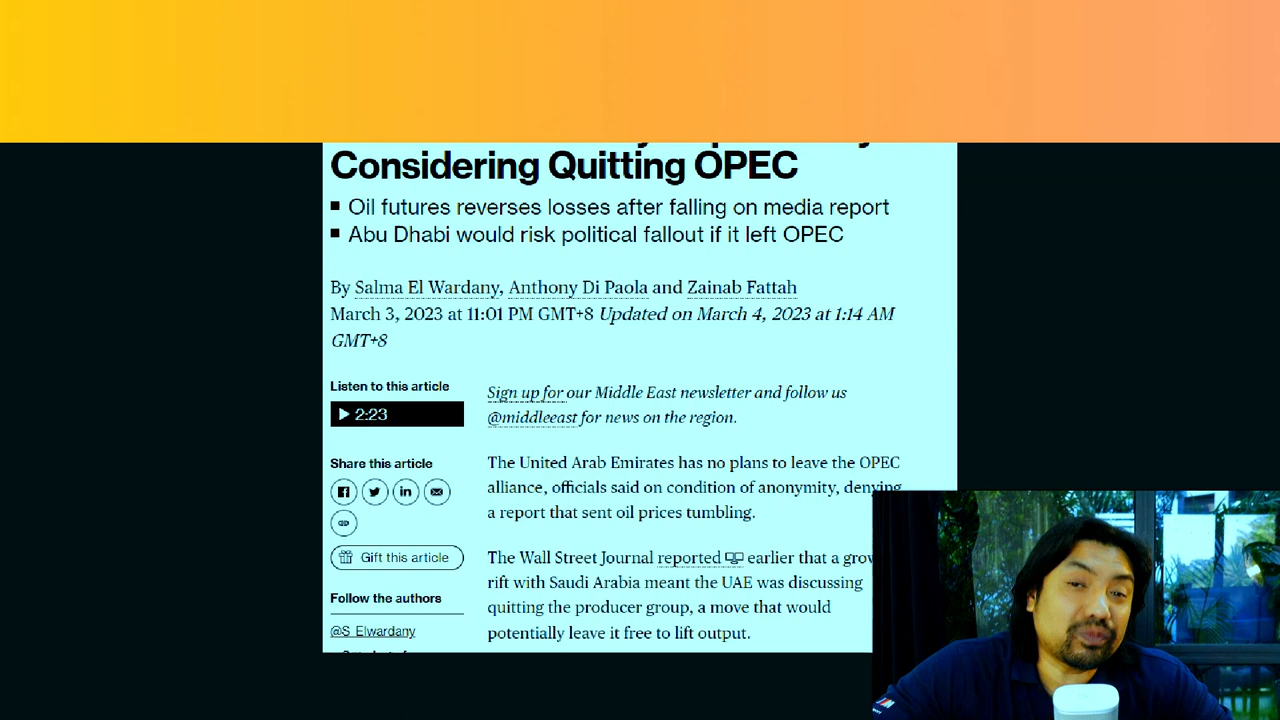 Considering Quitting OPEC
Oil futures reverses losses after falling on media report
Abu Dhabi would risk political fallout if it left OPEC
By Salma El Wardany, Anthony Di Paola and Zainab Fattah
March 3, 2023 at 11:01 PM GMT+8 Updated on March 4, 2023 at 1:14 AM
GMT+8
Listen to this article
2:23
Share this article
Gift this article
Follow the authors
@S_Elwardany
Sign up for our Middle East newsletter and follow us
@middleeast for news on the region.
The United Arab Emirates has no plans to leave the OPEC
alliance, officials said on condition of anonymity, denying
a report that sent oil prices tumbling.
The Wall Street Journal reported earlier that a
rift with Saudi Arabia meant the UAE was discussing
quitting the producer group, a move that would
potentially leave it free to lift output.